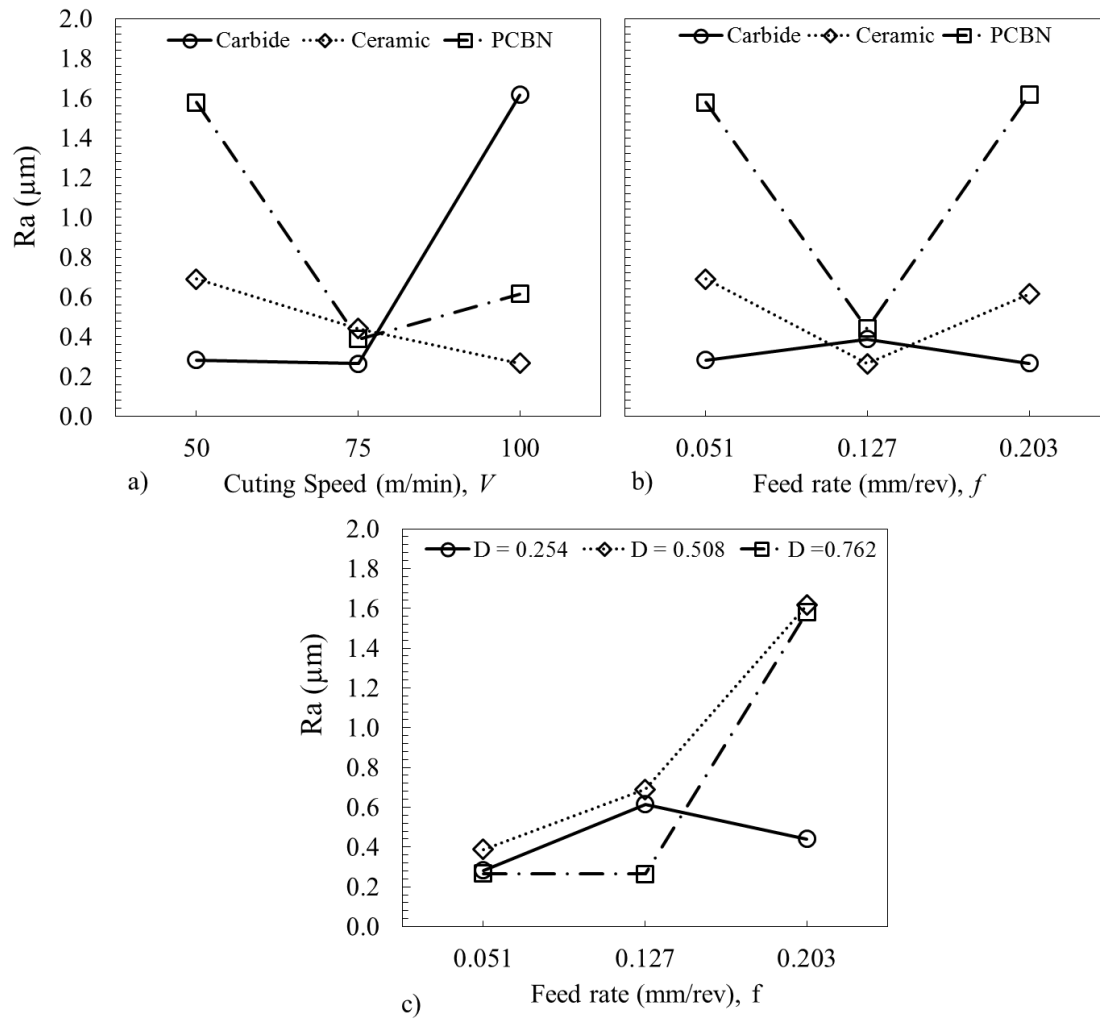 2.0
1.8
1.6
1.4
1.2
1.0
0.8
0.6
0.4
0.2
0.0
Ra (µm)
Carbide Ceramic PCBN
50 75 100
a) Cuting Speed (m/min), V
Carbide Ceramic PCBN
0.051 0.127 0.203
b) Feed rate (mm/rev), f
2.0
1.8
1.6
1.4
1.2
1.0
0.8
0.6
0.4
0.2
0.0
Ra (µm)
D = 0.254 D = 0.508 D =0.762
0.051 0.127 0.203
c) Feed rate (mm/rev), f